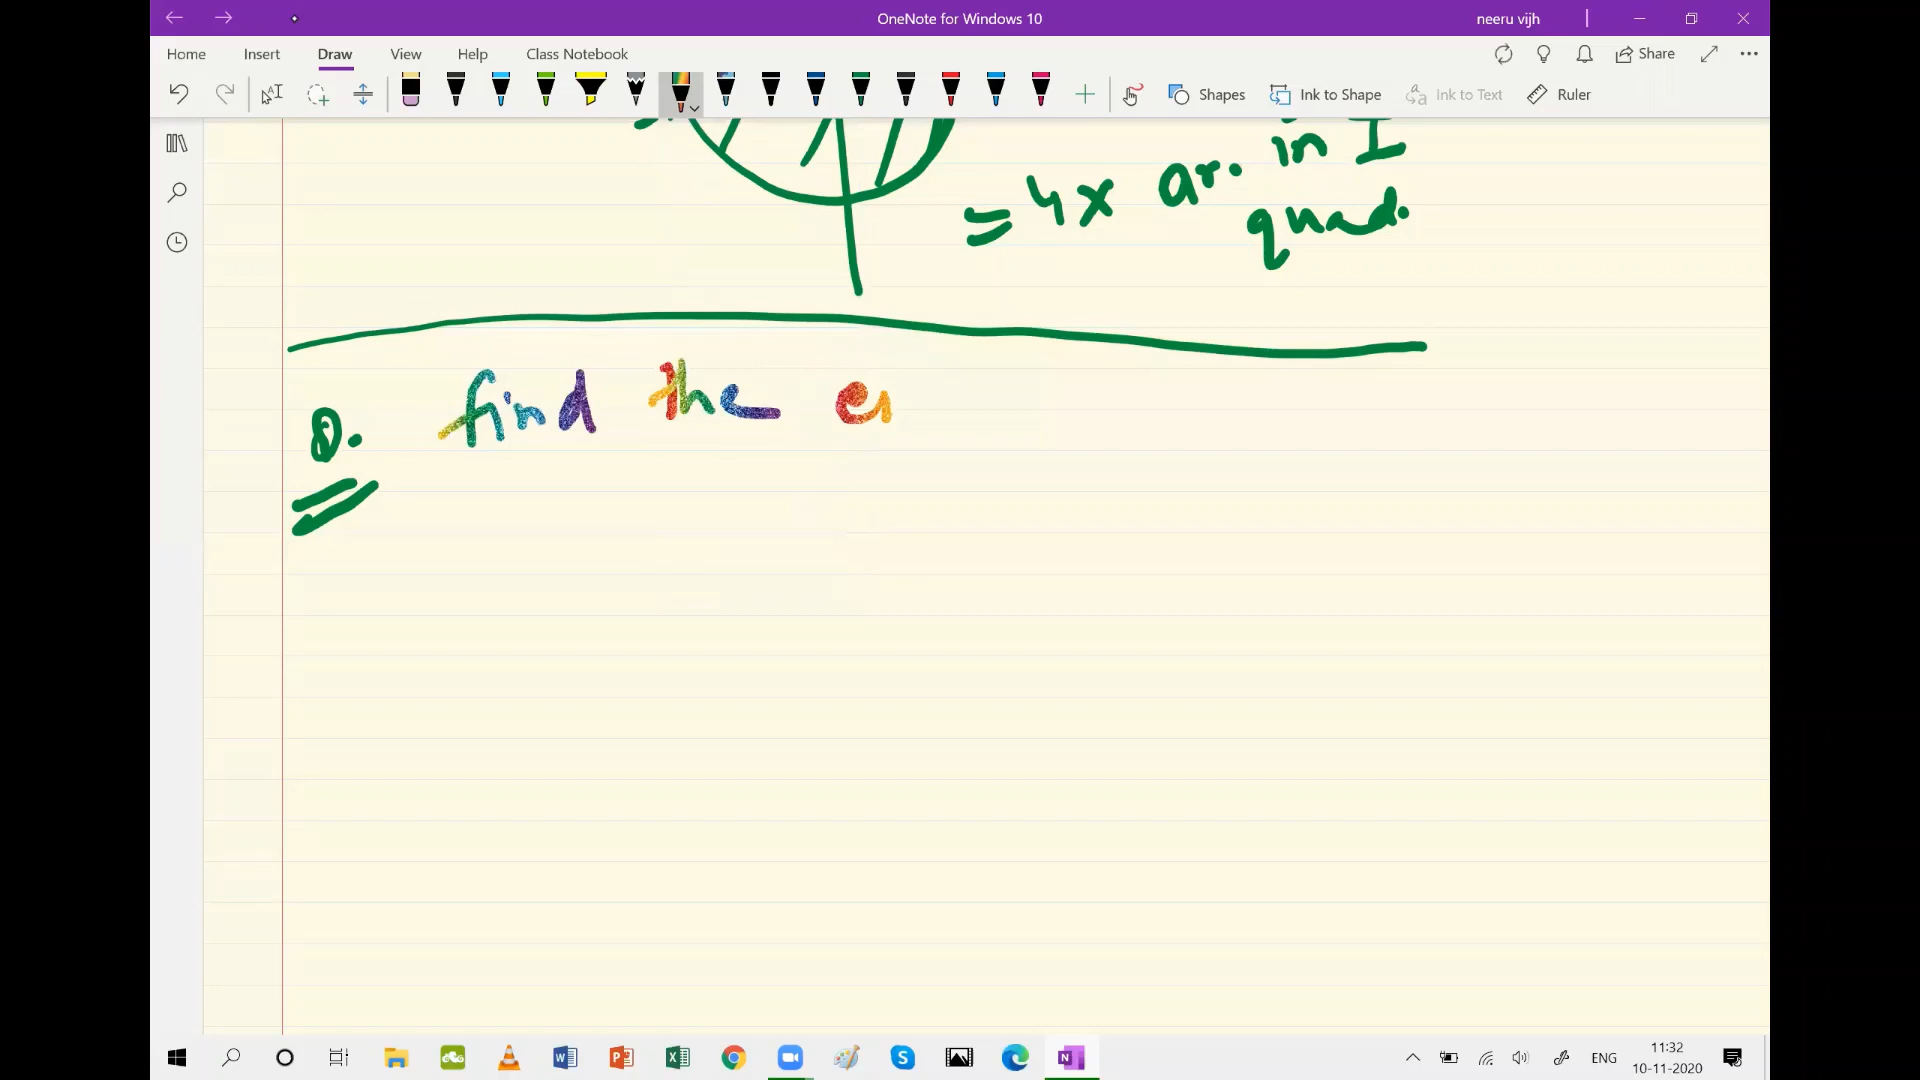 OneNote for Windows 10
neeru vijh
Home Insert Draw View Help Class Notebook
Share
Shapes
Ink to Shape
Ink to Text
Ruler
in I
= 4x ar.
quad.
Q. find the
ENG
11:32
10-11-2020